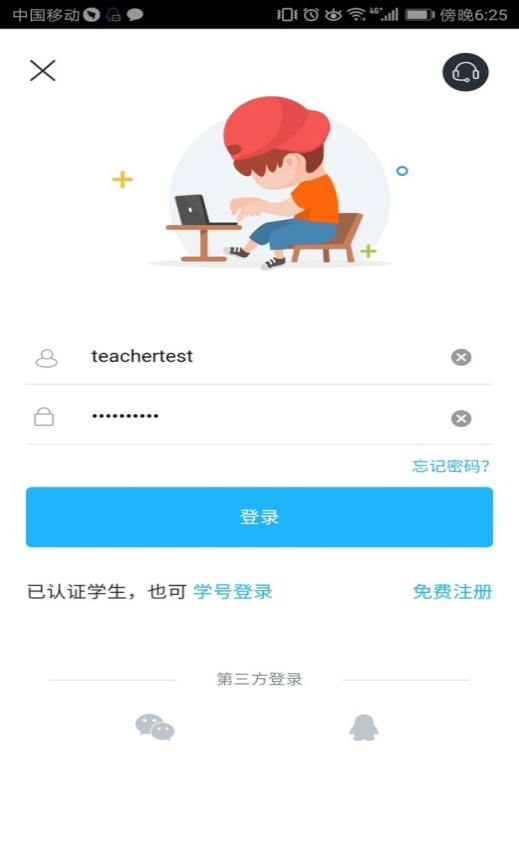 中国移动 4G 傍晚6:25
teachertest
••••••••••
忘记密码?
登录
已认证学生，也可 学号登录 免费注册
第三方登录